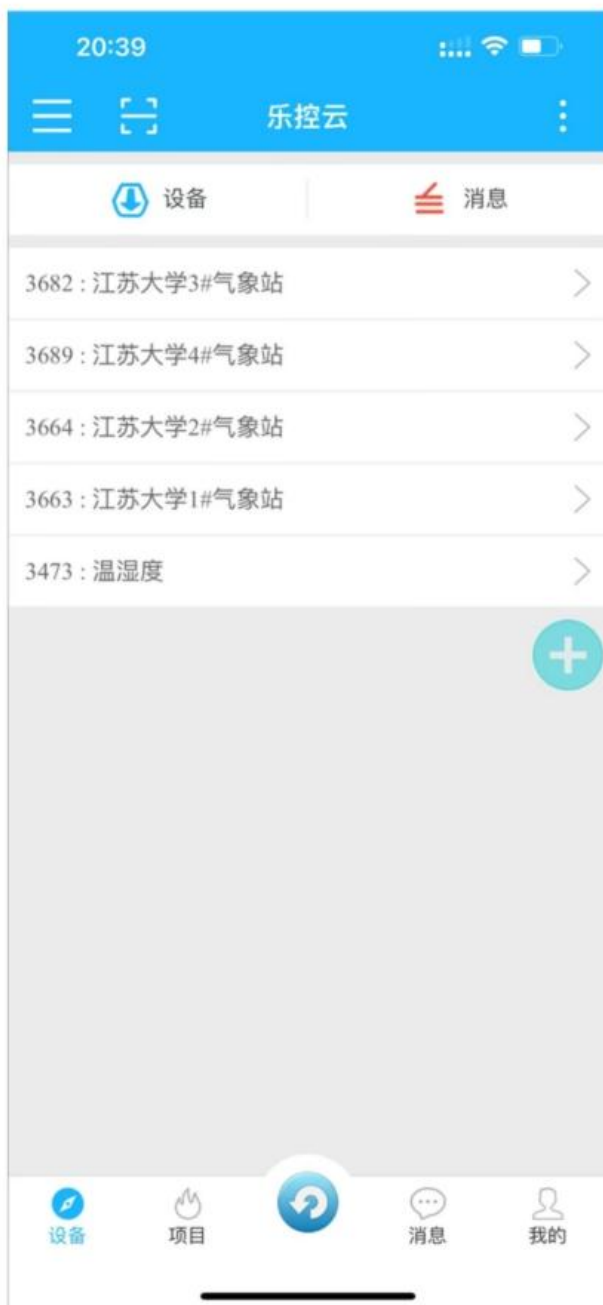 20:39
乐控云
设备 消息
3682 : 江苏大学3#气象站
3689 : 江苏大学4#气象站
3664 : 江苏大学2#气象站
3663 : 江苏大学1#气象站
3473 : 温湿度
设备 项目 消息 我的